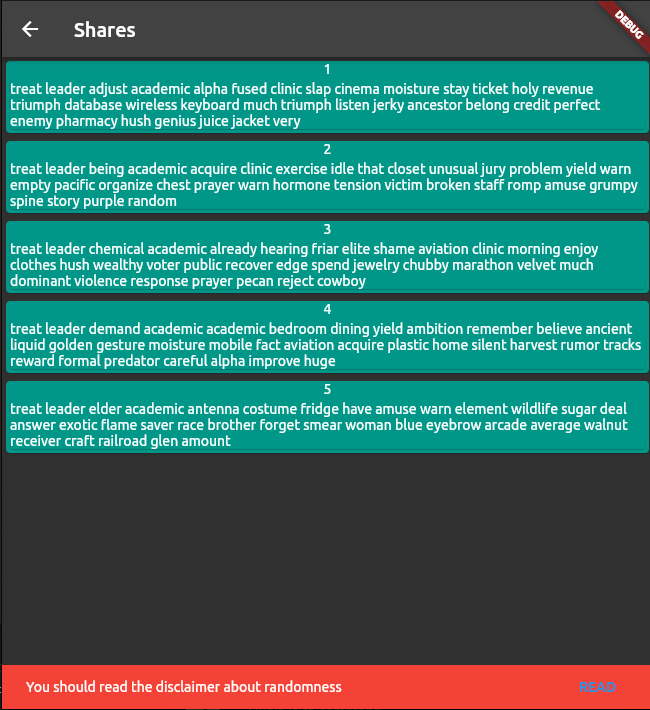 Shares
DEBUG
1
treat leader adjust academic alpha fused clinic slap cinema moisture stay ticket holy revenue
triumph database wireless keyboard much triumph listen jerky ancestor belong credit perfect
enemy pharmacy hush genius juice jacket very
2
treat leader being academic acquire clinic exercise idle that closet unusual jury problem yield warn
empty pacific organize chest prayer warn hormone tension victim broken staff romp amuse grumpy
spine story purple random
3
treat leader chemical academic already hearing friar elite shame aviation clinic morning enjoy
clothes hush wealthy voter public recover edge spend jewelry chubby marathon velvet much
dominant violence response prayer pecan reject cowboy
4
treat leader demand academic academic bedroom dining yield ambition remember believe ancient
liquid golden gesture moisture mobile fact aviation acquire plastic home silent harvest rumor tracks
reward formal predator careful alpha improve huge
5
treat leader elder academic antenna costume fridge have amuse warn element wildlife sugar deal
answer exotic flame saver race brother forget smear woman blue eyebrow arcade average walnut
receiver craft railroad glen amount
You should read the disclaimer about randomness
READ